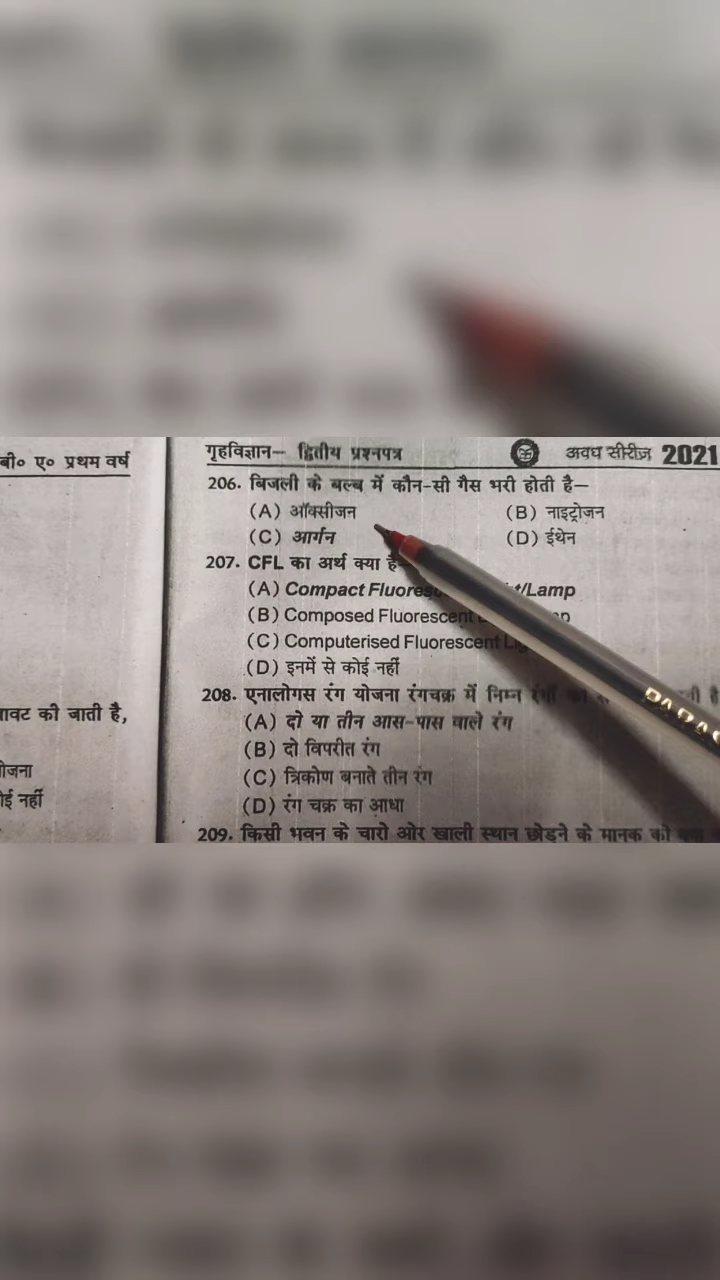 बी० ए० प्रथम वर्ष
ावट की जाती है,
ोजना
ोई नहीं
गृहविज्ञान– द्वितीय प्रश्नपत्र
अवध सीरीज़ 2021
206. बिजली के बल्ब में कौन-सी गैस भरी होती है–
(A) ऑक्सीजन (B) नाइट्रोजन
(C) आर्गन (D) ईथेन
207. CFL का अर्थ क्या है–
(A) Compact t/Lamp
(B) Composed Fluorescent
(C) Computerised Fluorescent
(D) इनमें से कोई नहीं
208. एनालोगस रंग योजना रंगचक्र में निम्न
(A) दो या तीन आस-पास वाले रंग
(B) दो विपरीत रंग
(C) त्रिकोण बनाते तीन रंग
(D) रंग चक्र का आधा
209. किसी भवन के चारो ओर खाली स्थान छोड़ने के मानक को